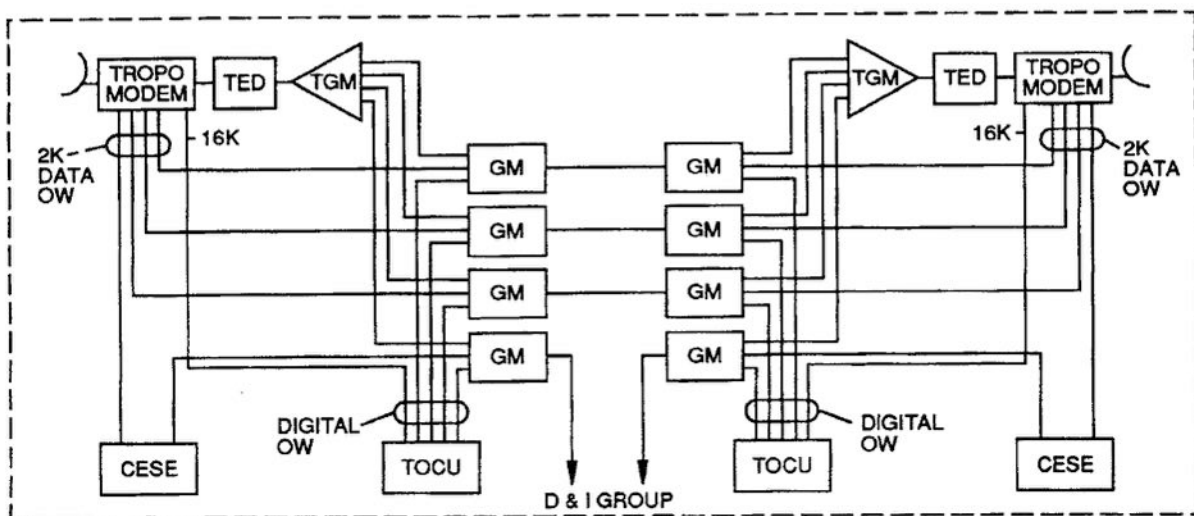 TROPO
MODEM
TED
TGM
TGM
TED
TROPO
MODEM
16K
16K
2K
DATA
OW
2K
DATA
OW
GM
GM
GM
GM
GM
GM
GM
GM
DIGITAL
OW
DIGITAL
OW
CESE
TOCU
TOCU
CESE
D & I GROUP